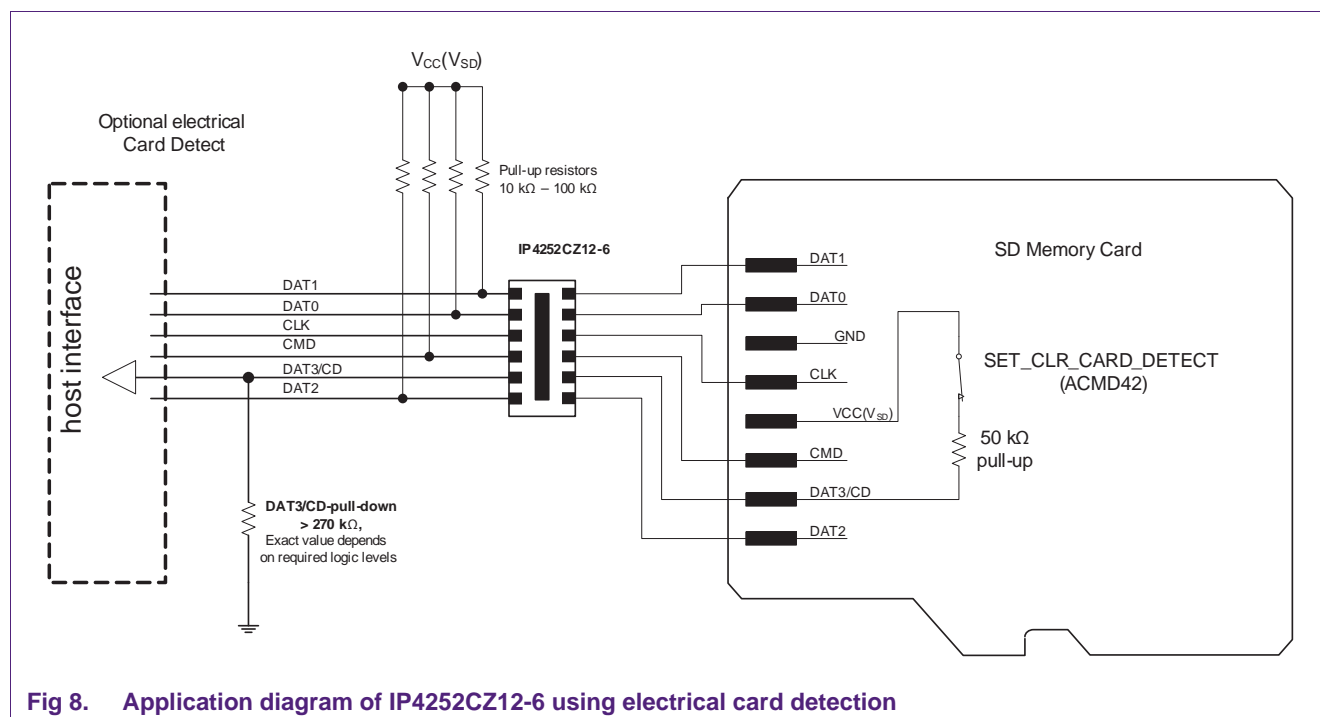 VCC(VSD)
Optional electrical
Card Detect
Pull-up resistors
10 kΩ – 100 kΩ
IP4252CZ12-6
SD Memory Card
host interface
DAT1
DAT0
CLK
CMD
DAT3/CD
DAT2
DAT1
DAT0
GND
CLK
VCC(VSD)
CMD
DAT3/CD
DAT2
SET_CLR_CARD_DETECT
(ACMD42)
50 kΩ
pull-up
DAT3/CD-pull-down
> 270 kΩ,
Exact value depends
on required logic levels
Fig 8. Application diagram of IP4252CZ12-6 using electrical card detection